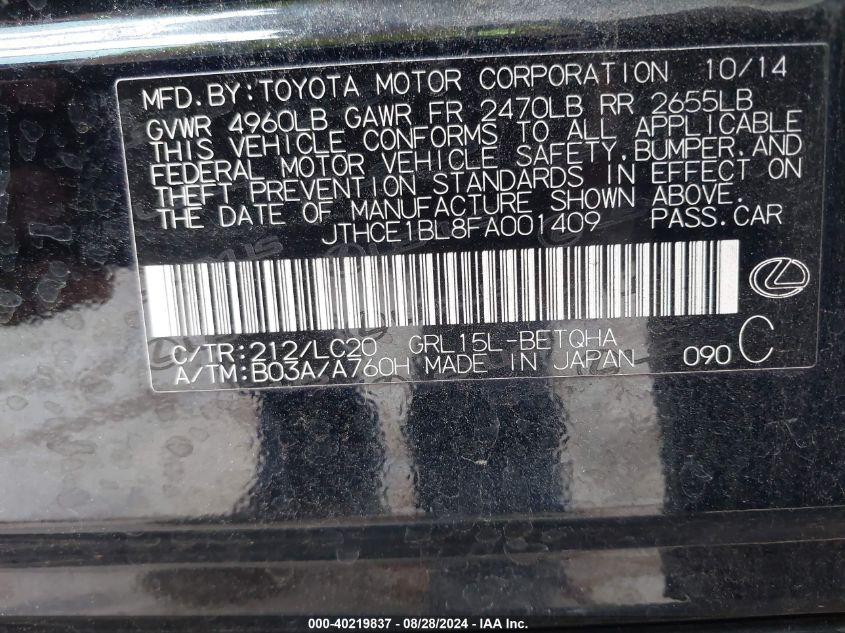 MFD.BY:TOYOTA MOTOR CORPORATION 10/14
GVWR 4960LB GAWR FR 2470LB RR 2655LB
THIS VEHICLE CONFORMS TO ALL APPLICABLE
FEDERAL MOTOR VEHICLE SAFETY,BUMPER,AND
THEFT PREVENTION STANDARDS IN EFFECT ON
THE DATE OF MANUFACTURE SHOWN ABOVE.
JTHCE1BL8FA001409 PASS.CAR
C/TR:212/LC20 GRL15L-BETQHA
A/TM:B03A/A760H MADE IN JAPAN 090 C
000-40219837 - 08/28/2024 - IAA Inc.